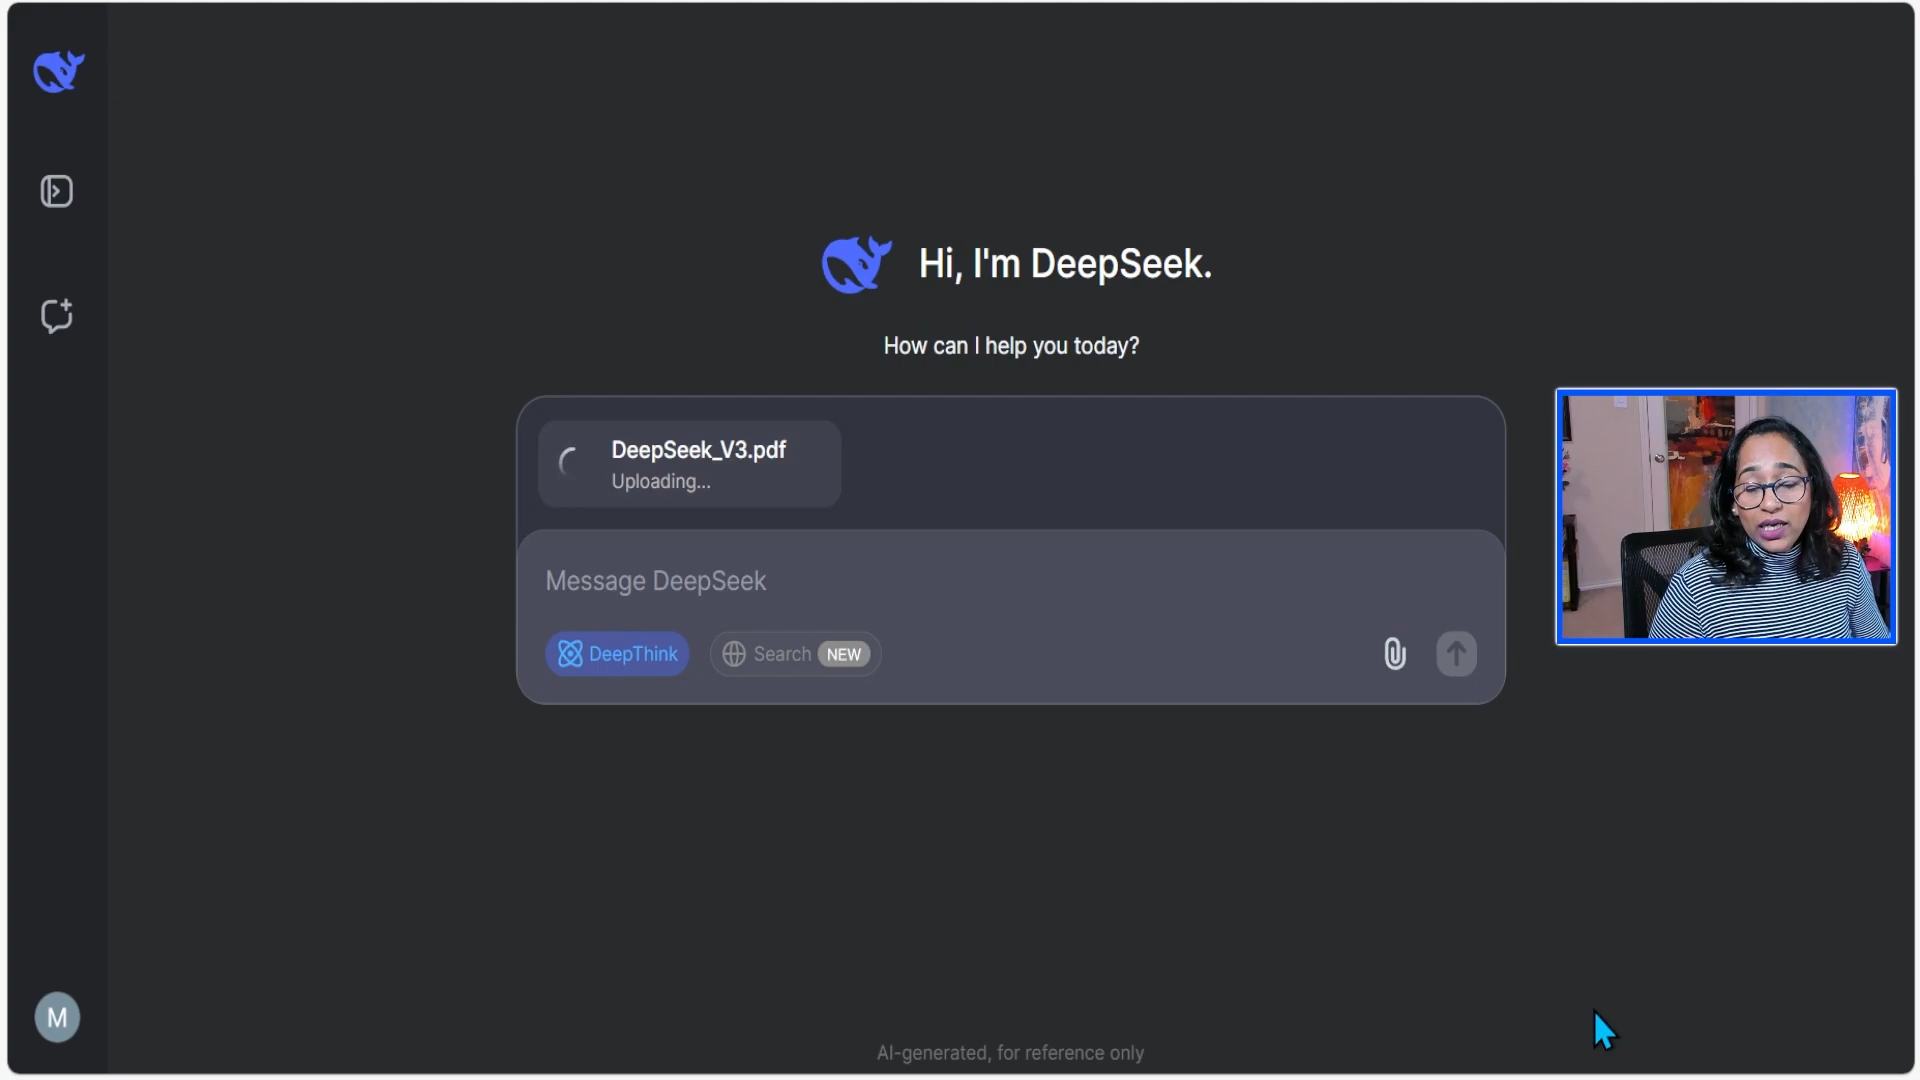 Hi, I'm DeepSeek.
How can I help you today?
DeepSeek_V3.pdf
Uploading...
Message DeepSeek
DeepThink
Search NEW
M
AI-generated, for reference only